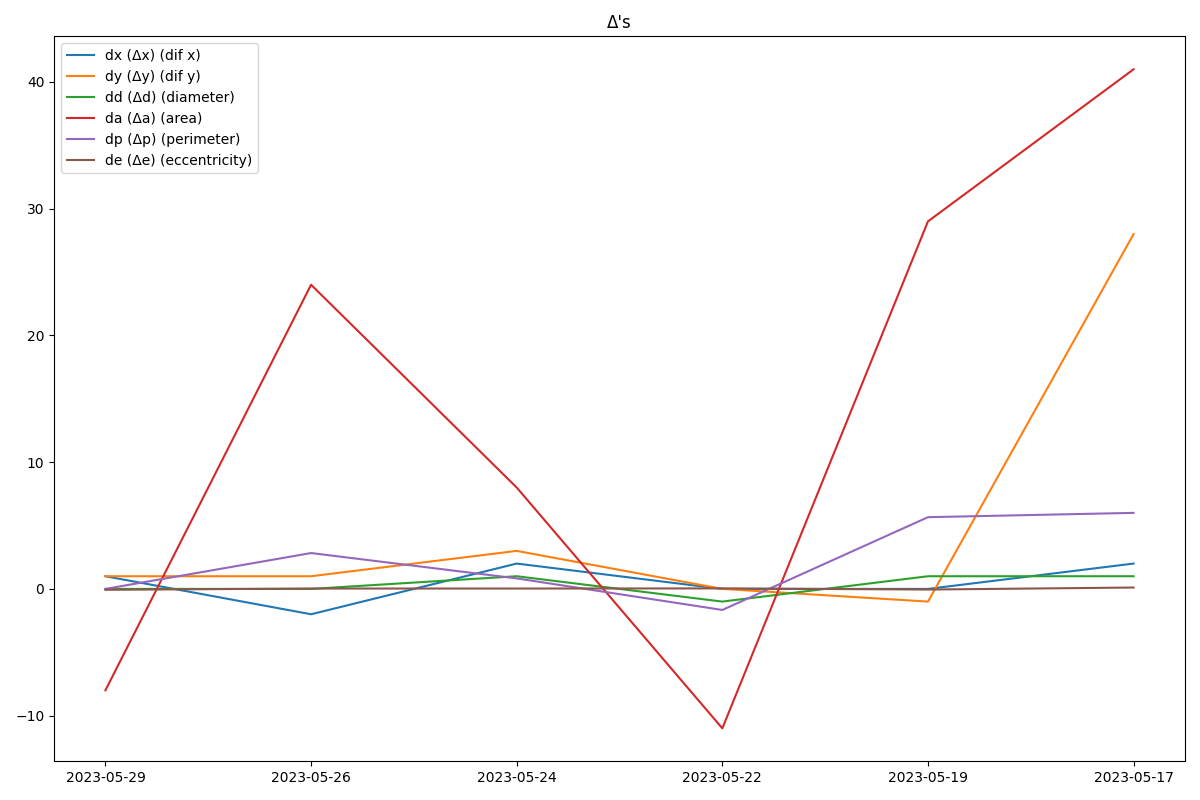 Δ's
dx (Δx) (dif x)
dy (Δy) (dif y)
dd (Δd) (diameter)
da (Δa) (area)
dp (Δp) (perimeter)
de (Δe) (eccentricity)
40
30
20
10
0
−10
2023-05-29 2023-05-26 2023-05-24 2023-05-22 2023-05-19 2023-05-17